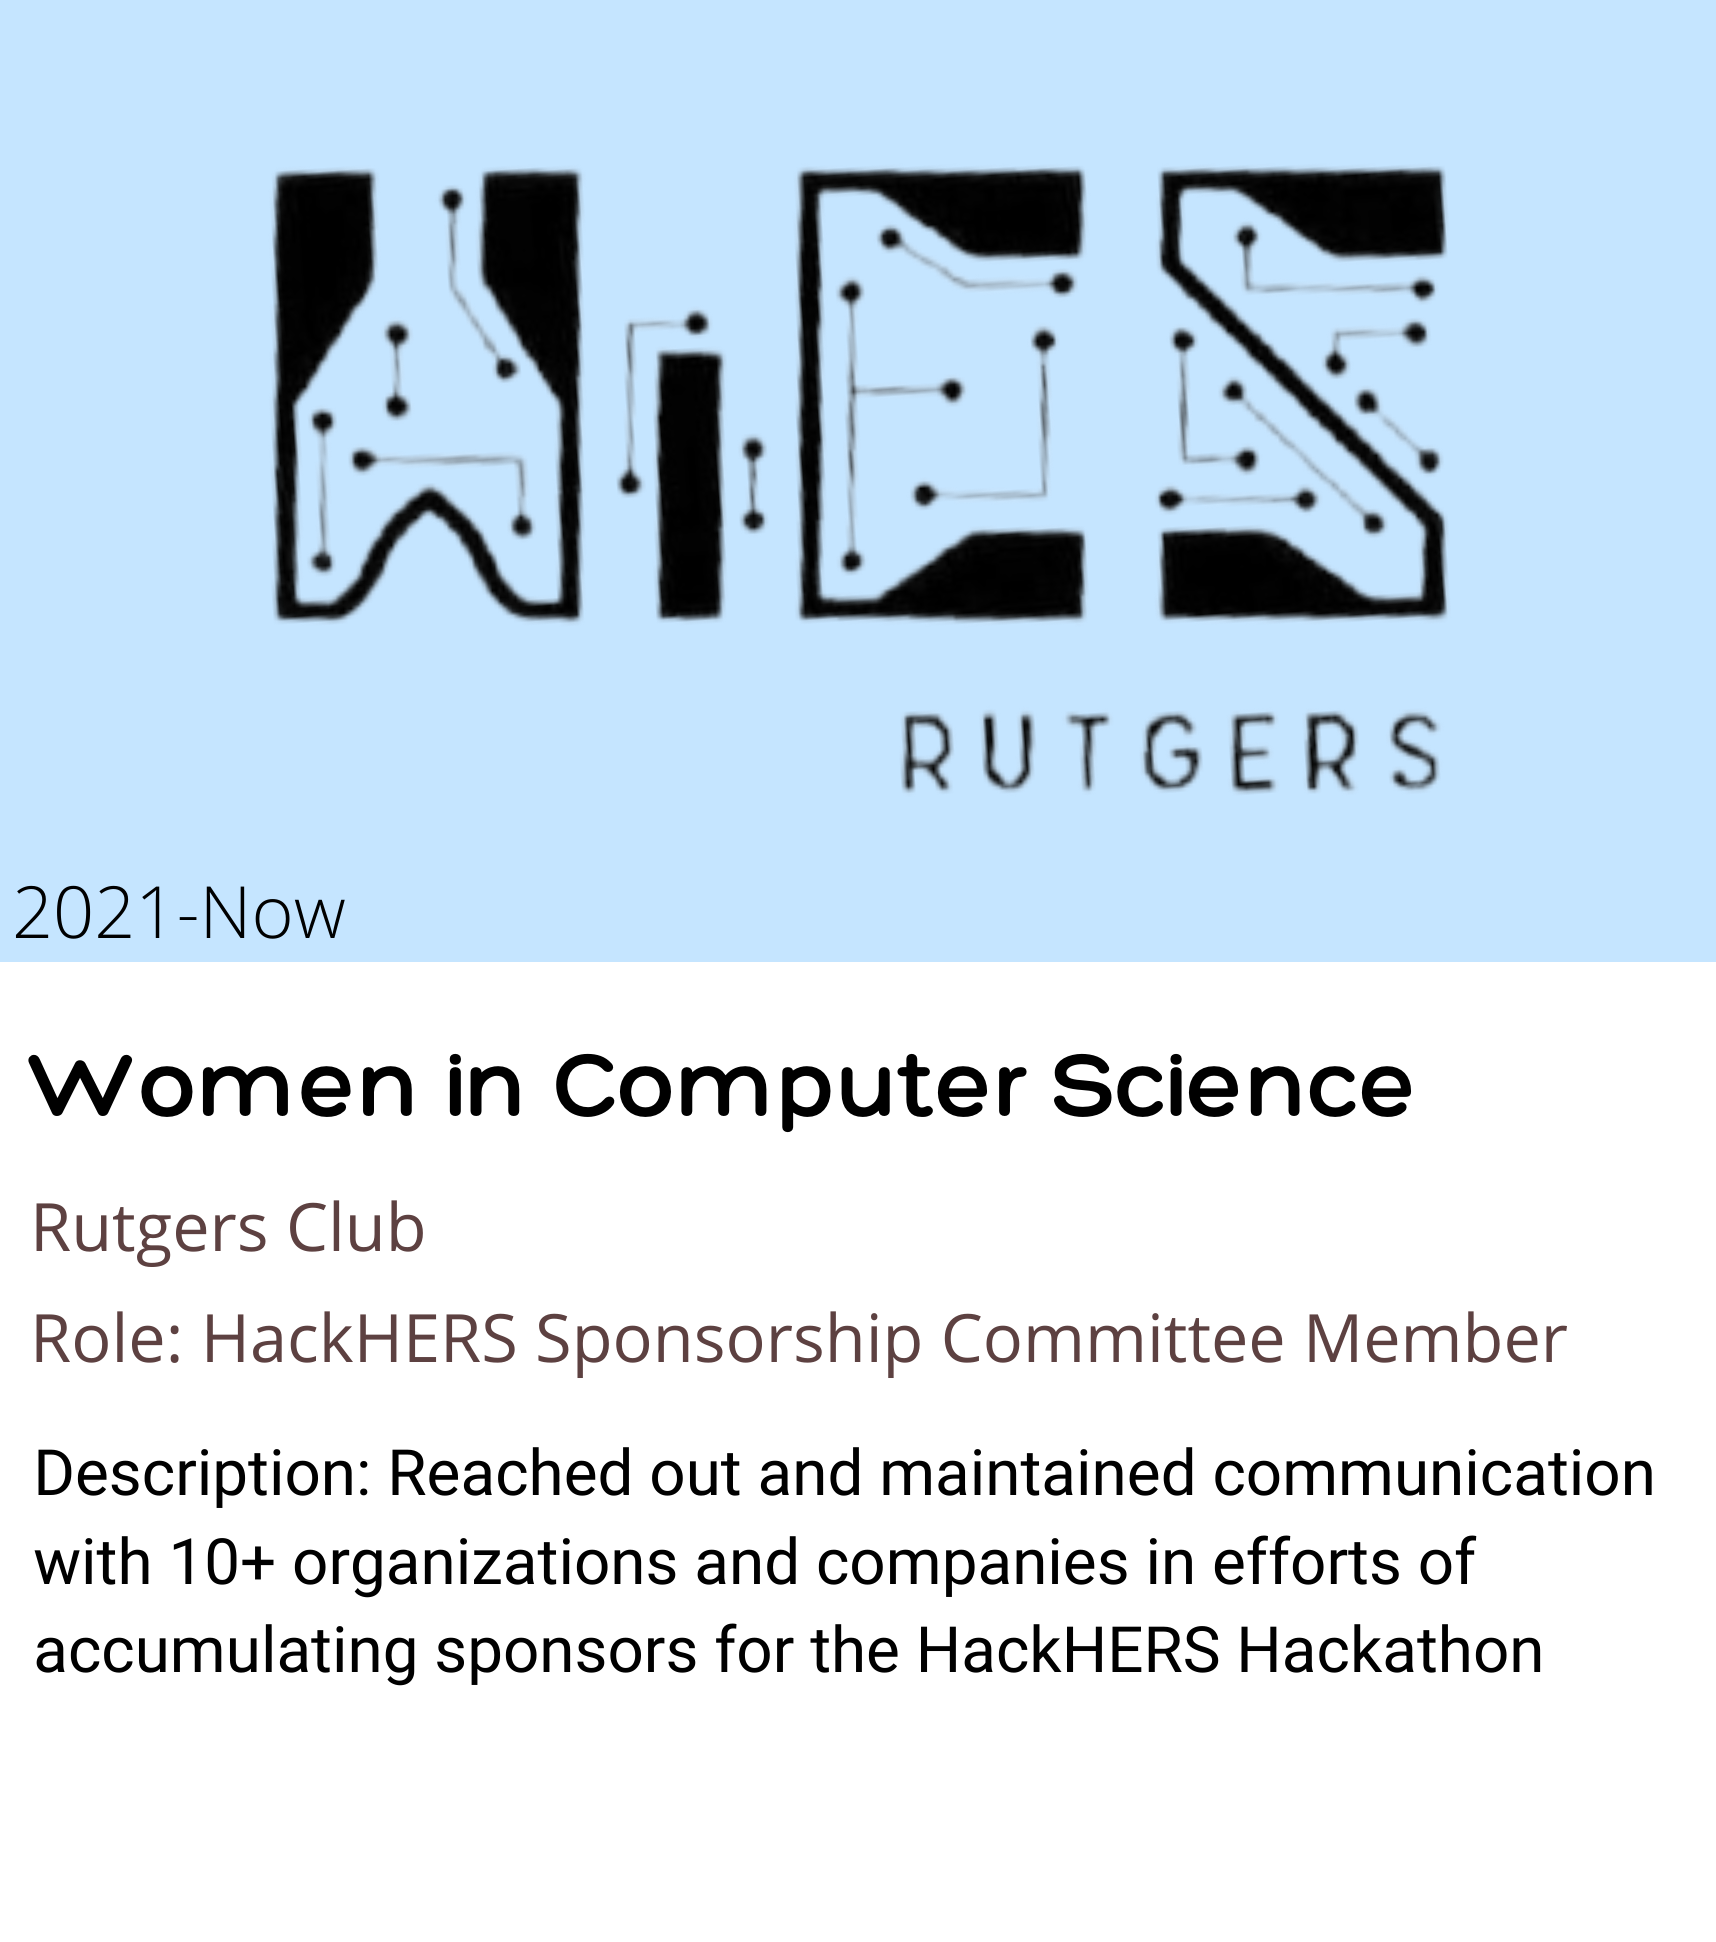 WiCS
RUTGERS
2021-Now
Women in Computer Science
Rutgers Club
Role: HackHERS Sponsorship Committee Member
Description: Reached out and maintained communication
with 10+ organizations and companies in efforts of
accumulating sponsors for the HackHERS Hackathon